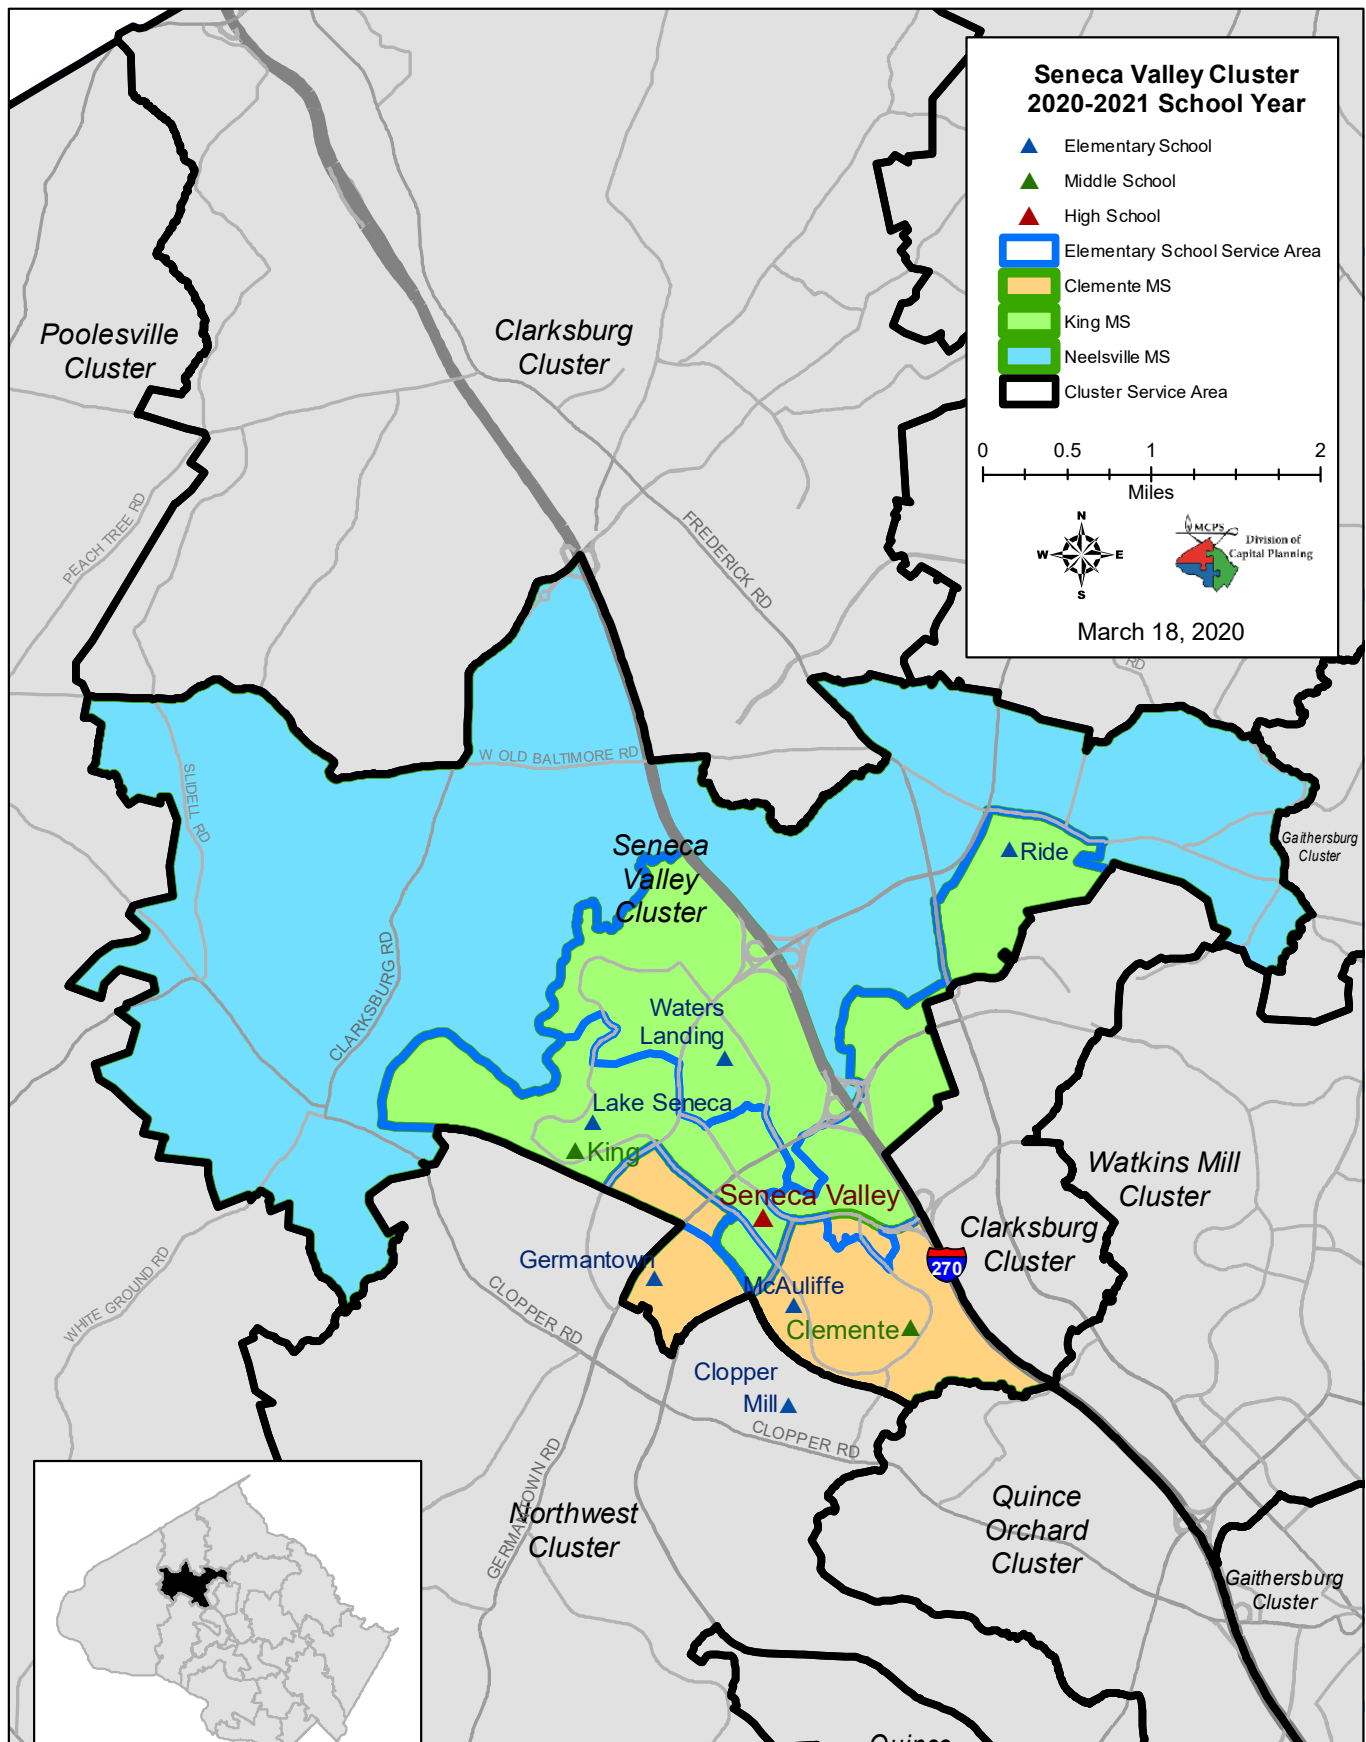 Seneca Valley Cluster
2020-2021 School Year
Elementary School
Middle School
High School
Elementary School Service Area
Clemente MS
King MS
Neelsville MS
Cluster Service Area
0 0.5 1 2
Miles
N
W E
S
MCPS
Division of
Capital Planning
March 18, 2020
Poolesville
Cluster
Clarksburg
Cluster
PEACH TREE RD
FREDERICK RD
RD
W OLD BALTIMORE RD
SLIDELL RD
Seneca
Valley
Cluster
Ride
Gaithersburg
Cluster
CLARKSBURG RD
Waters
Landing
Lake Seneca
King
Watkins Mill
Cluster
Seneca Valley
Clarksburg
Cluster
270
Germantown
McAuliffe
Clemente
WHITE GROUND RD
CLOPPER RD
Clopper
Mill
CLOPPER RD
GERMANTOWN RD
Northwest
Cluster
Quince
Orchard
Cluster
Gaithersburg
Cluster
Quince